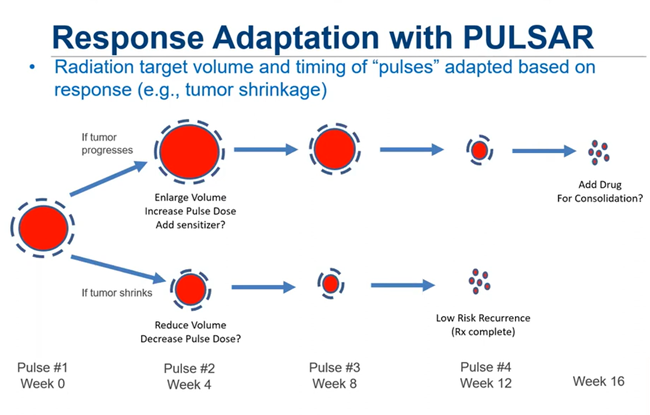 Response Adaptation with PULSAR
• Radiation target volume and timing of “pulses” adapted based on
response (e.g., tumor shrinkage)
If tumor
progresses
Enlarge Volume
Increase Pulse Dose
Add sensitizer?
Add Drug
For Consolidation?
If tumor shrinks
Reduce Volume
Decrease Pulse Dose?
Low Risk Recurrence
(Rx complete)
Pulse #1
Week 0
Pulse #2
Week 4
Pulse #3
Week 8
Pulse #4
Week 12
Week 16